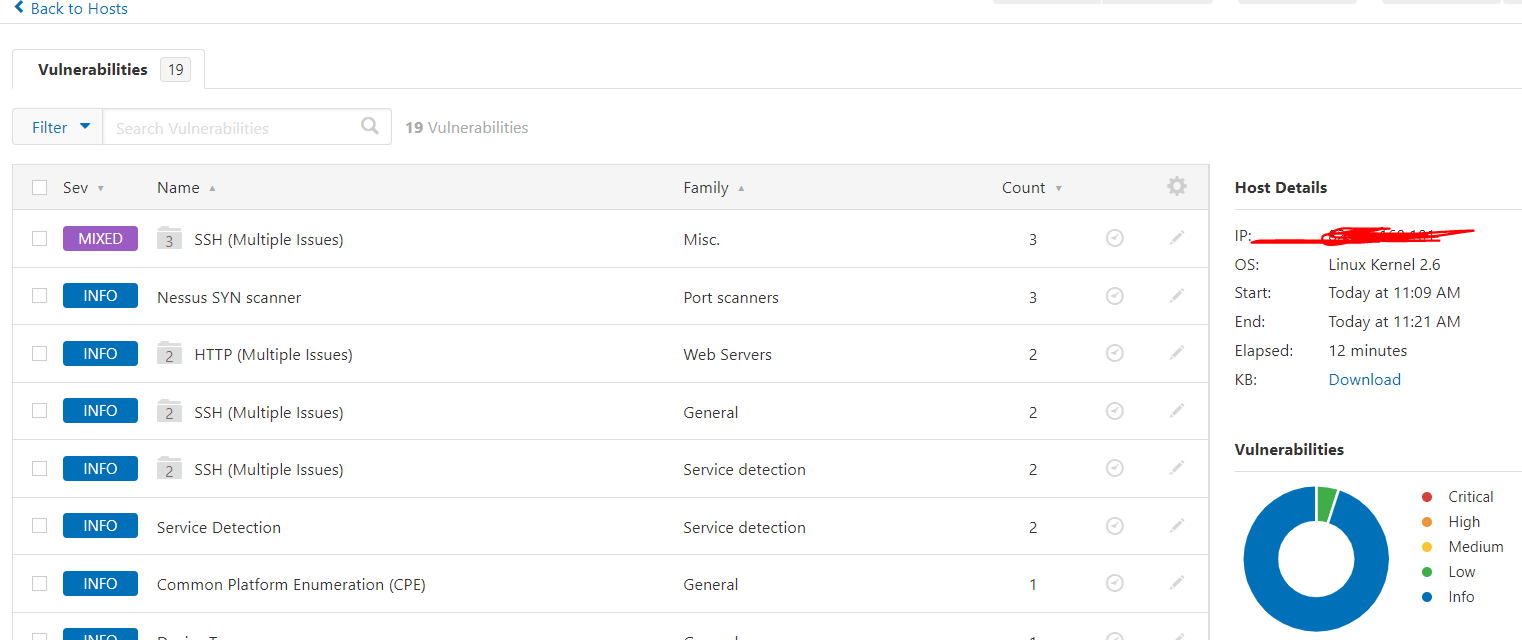 Back to Hosts
Vulnerabilities 19
Filter Search Vulnerabilities 19 Vulnerabilities
Sev Name Family Count
MIXED 3 SSH (Multiple Issues) Misc. 3
INFO Nessus SYN scanner Port scanners 3
INFO 2 HTTP (Multiple Issues) Web Servers 2
INFO 2 SSH (Multiple Issues) General 2
INFO 2 SSH (Multiple Issues) Service detection 2
INFO Service Detection Service detection 2
INFO Common Platform Enumeration (CPE) General 1
INFO
Host Details
IP:
OS: Linux Kernel 2.6
Start: Today at 11:09 AM
End: Today at 11:21 AM
Elapsed: 12 minutes
KB: Download
Vulnerabilities
Critical
High
Medium
Low
Info